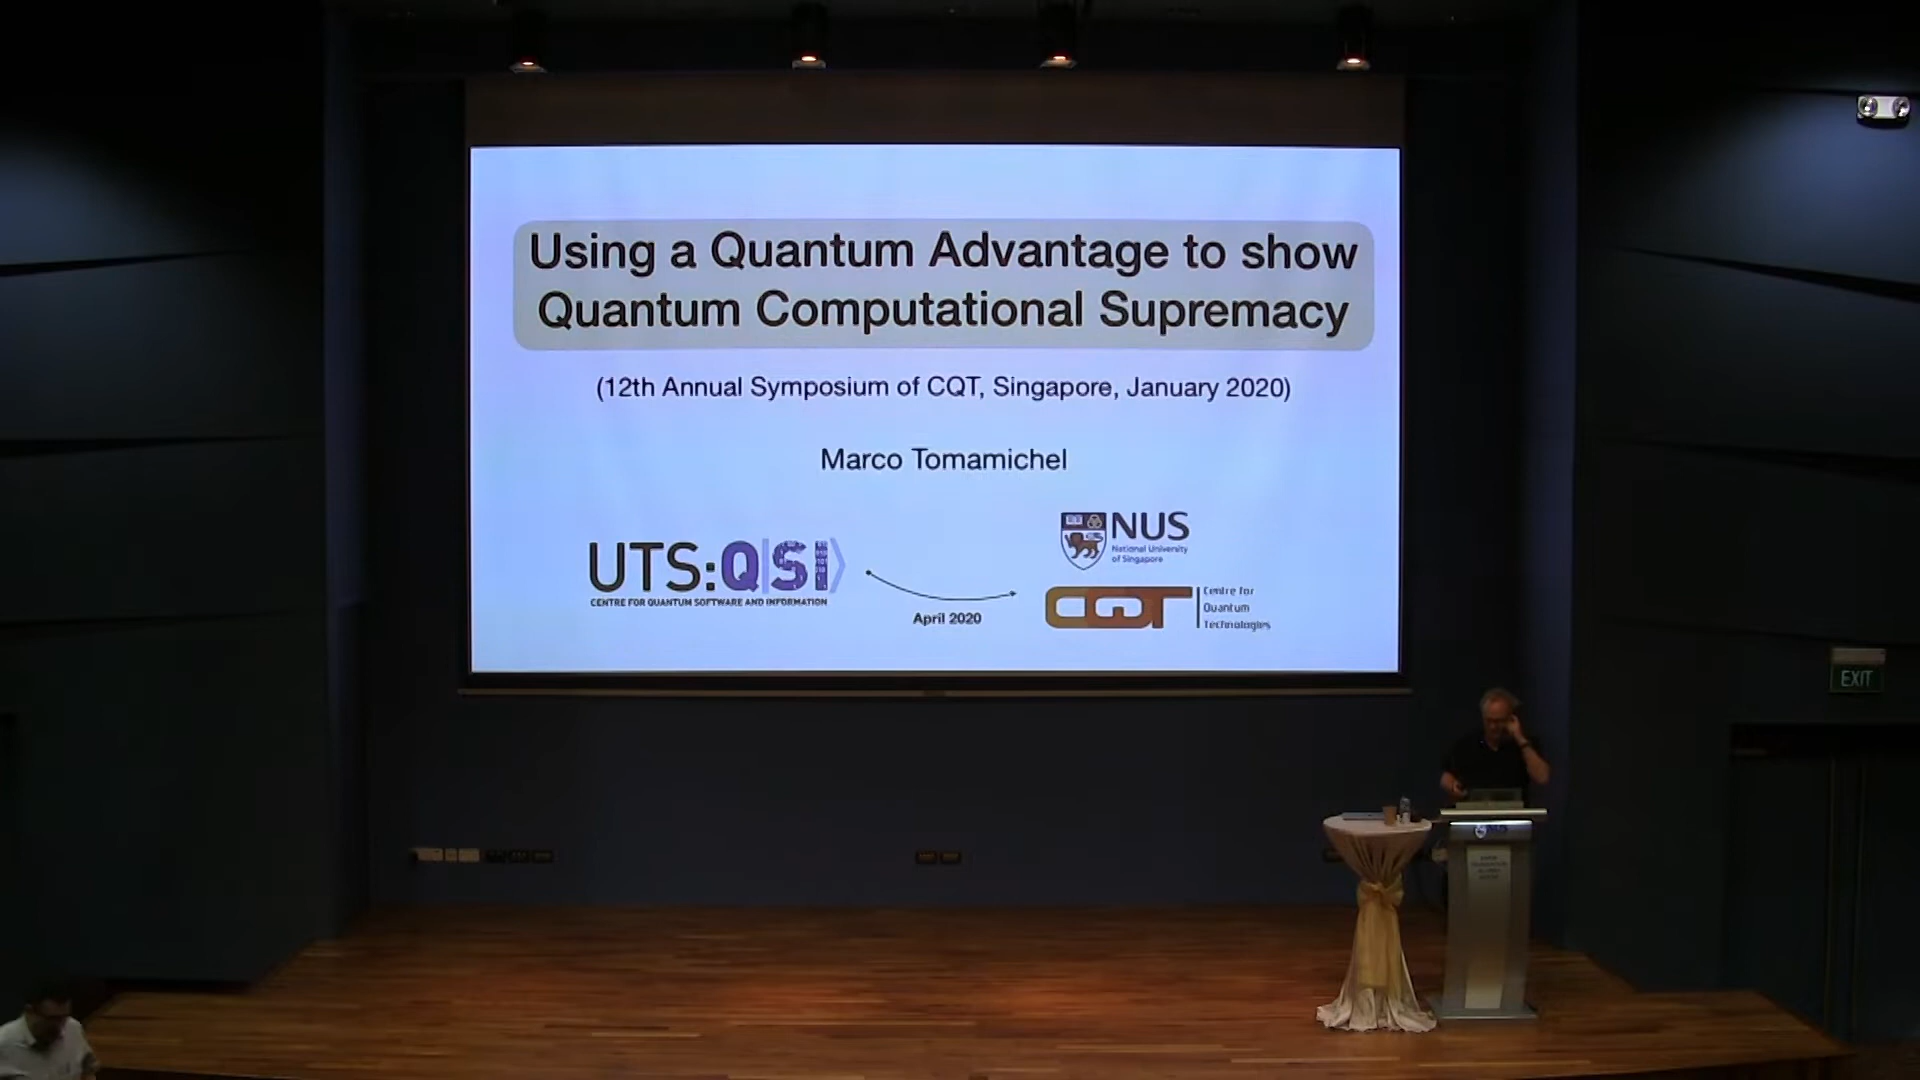 Using a Quantum Advantage to show
Quantum Computational Supremacy
(12th Annual Symposium of CQT, Singapore, January 2020)
Marco Tomamichel
UTS:Q|SI⟩
CENTRE FOR QUANTUM SOFTWARE AND INFORMATION
April 2020
NUS
National University
of Singapore
CQT
Centre for
Quantum
Technologies
EXIT
NUS